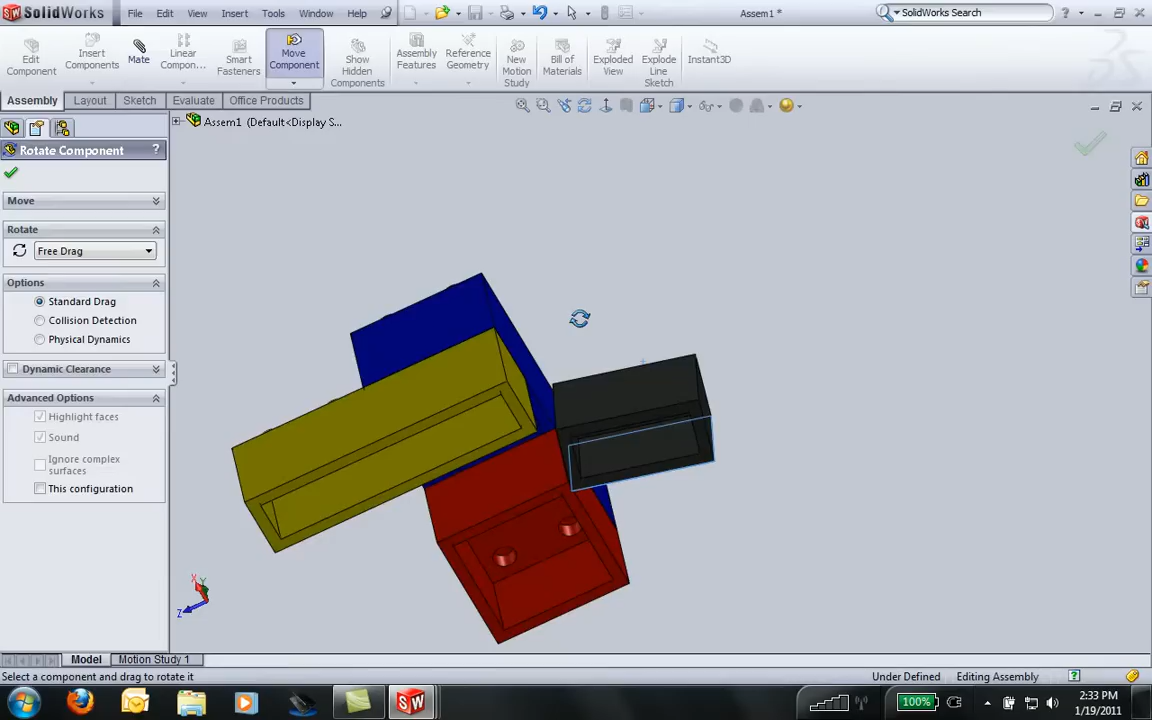 SolidWorks File Edit View Insert Tools Window Help Assem1 * SolidWorks Search ?
Edit Component
Insert Components
Mate
Linear Compon...
Smart Fasteners
Move Component
Show Hidden Components
Assembly Features
Reference Geometry
New Motion Study
Bill of Materials
Exploded View
Explode Line Sketch
Instant3D
Assembly Layout Sketch Evaluate Office Products
Assem1 (Default<Display S...
Rotate Component ?
Move
Rotate
Free Drag
Options
Standard Drag
Collision Detection
Physical Dynamics
Dynamic Clearance
Advanced Options
Highlight faces
Sound
Ignore complex surfaces
This configuration
X
Y
Z
Model Motion Study 1
Select a component and drag to rotate it Under Defined Editing Assembly ?
SW 100% 2:33 PM
1/19/2011